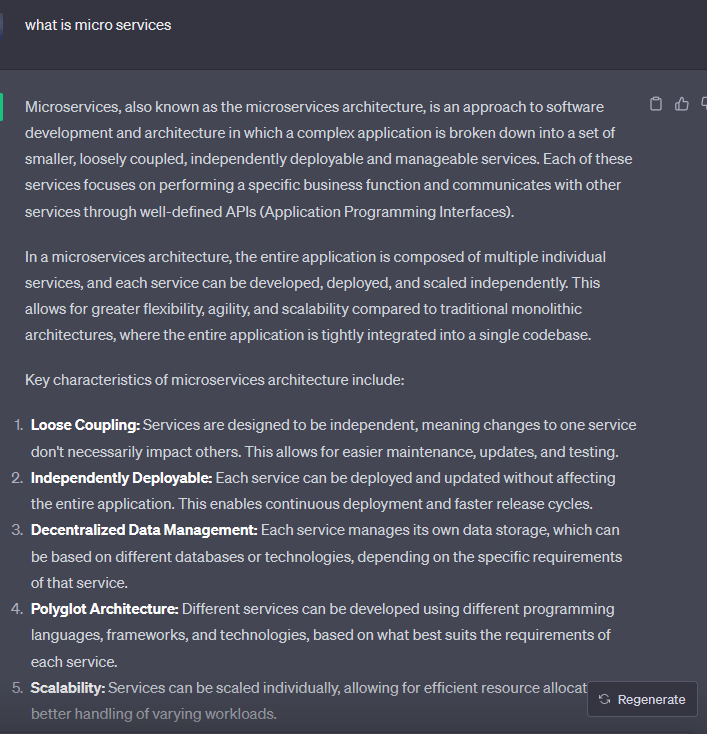 what is micro services
Microservices, also known as the microservices architecture, is an approach to software
development and architecture in which a complex application is broken down into a set of
smaller, loosely coupled, independently deployable and manageable services. Each of these
services focuses on performing a specific business function and communicates with other
services through well-defined APIs (Application Programming Interfaces).
In a microservices architecture, the entire application is composed of multiple individual
services, and each service can be developed, deployed, and scaled independently. This
allows for greater flexibility, agility, and scalability compared to traditional monolithic
architectures, where the entire application is tightly integrated into a single codebase.
Key characteristics of microservices architecture include:
1. Loose Coupling: Services are designed to be independent, meaning changes to one service
don't necessarily impact others. This allows for easier maintenance, updates, and testing.
2. Independently Deployable: Each service can be deployed and updated without affecting
the entire application. This enables continuous deployment and faster release cycles.
3. Decentralized Data Management: Each service manages its own data storage, which can
be based on different databases or technologies, depending on the specific requirements
of that service.
4. Polyglot Architecture: Different services can be developed using different programming
languages, frameworks, and technologies, based on what best suits the requirements of
each service.
5. Scalability: Services can be scaled individually, allowing for efficient resource allocat
better handling of varying workloads.
Regenerate